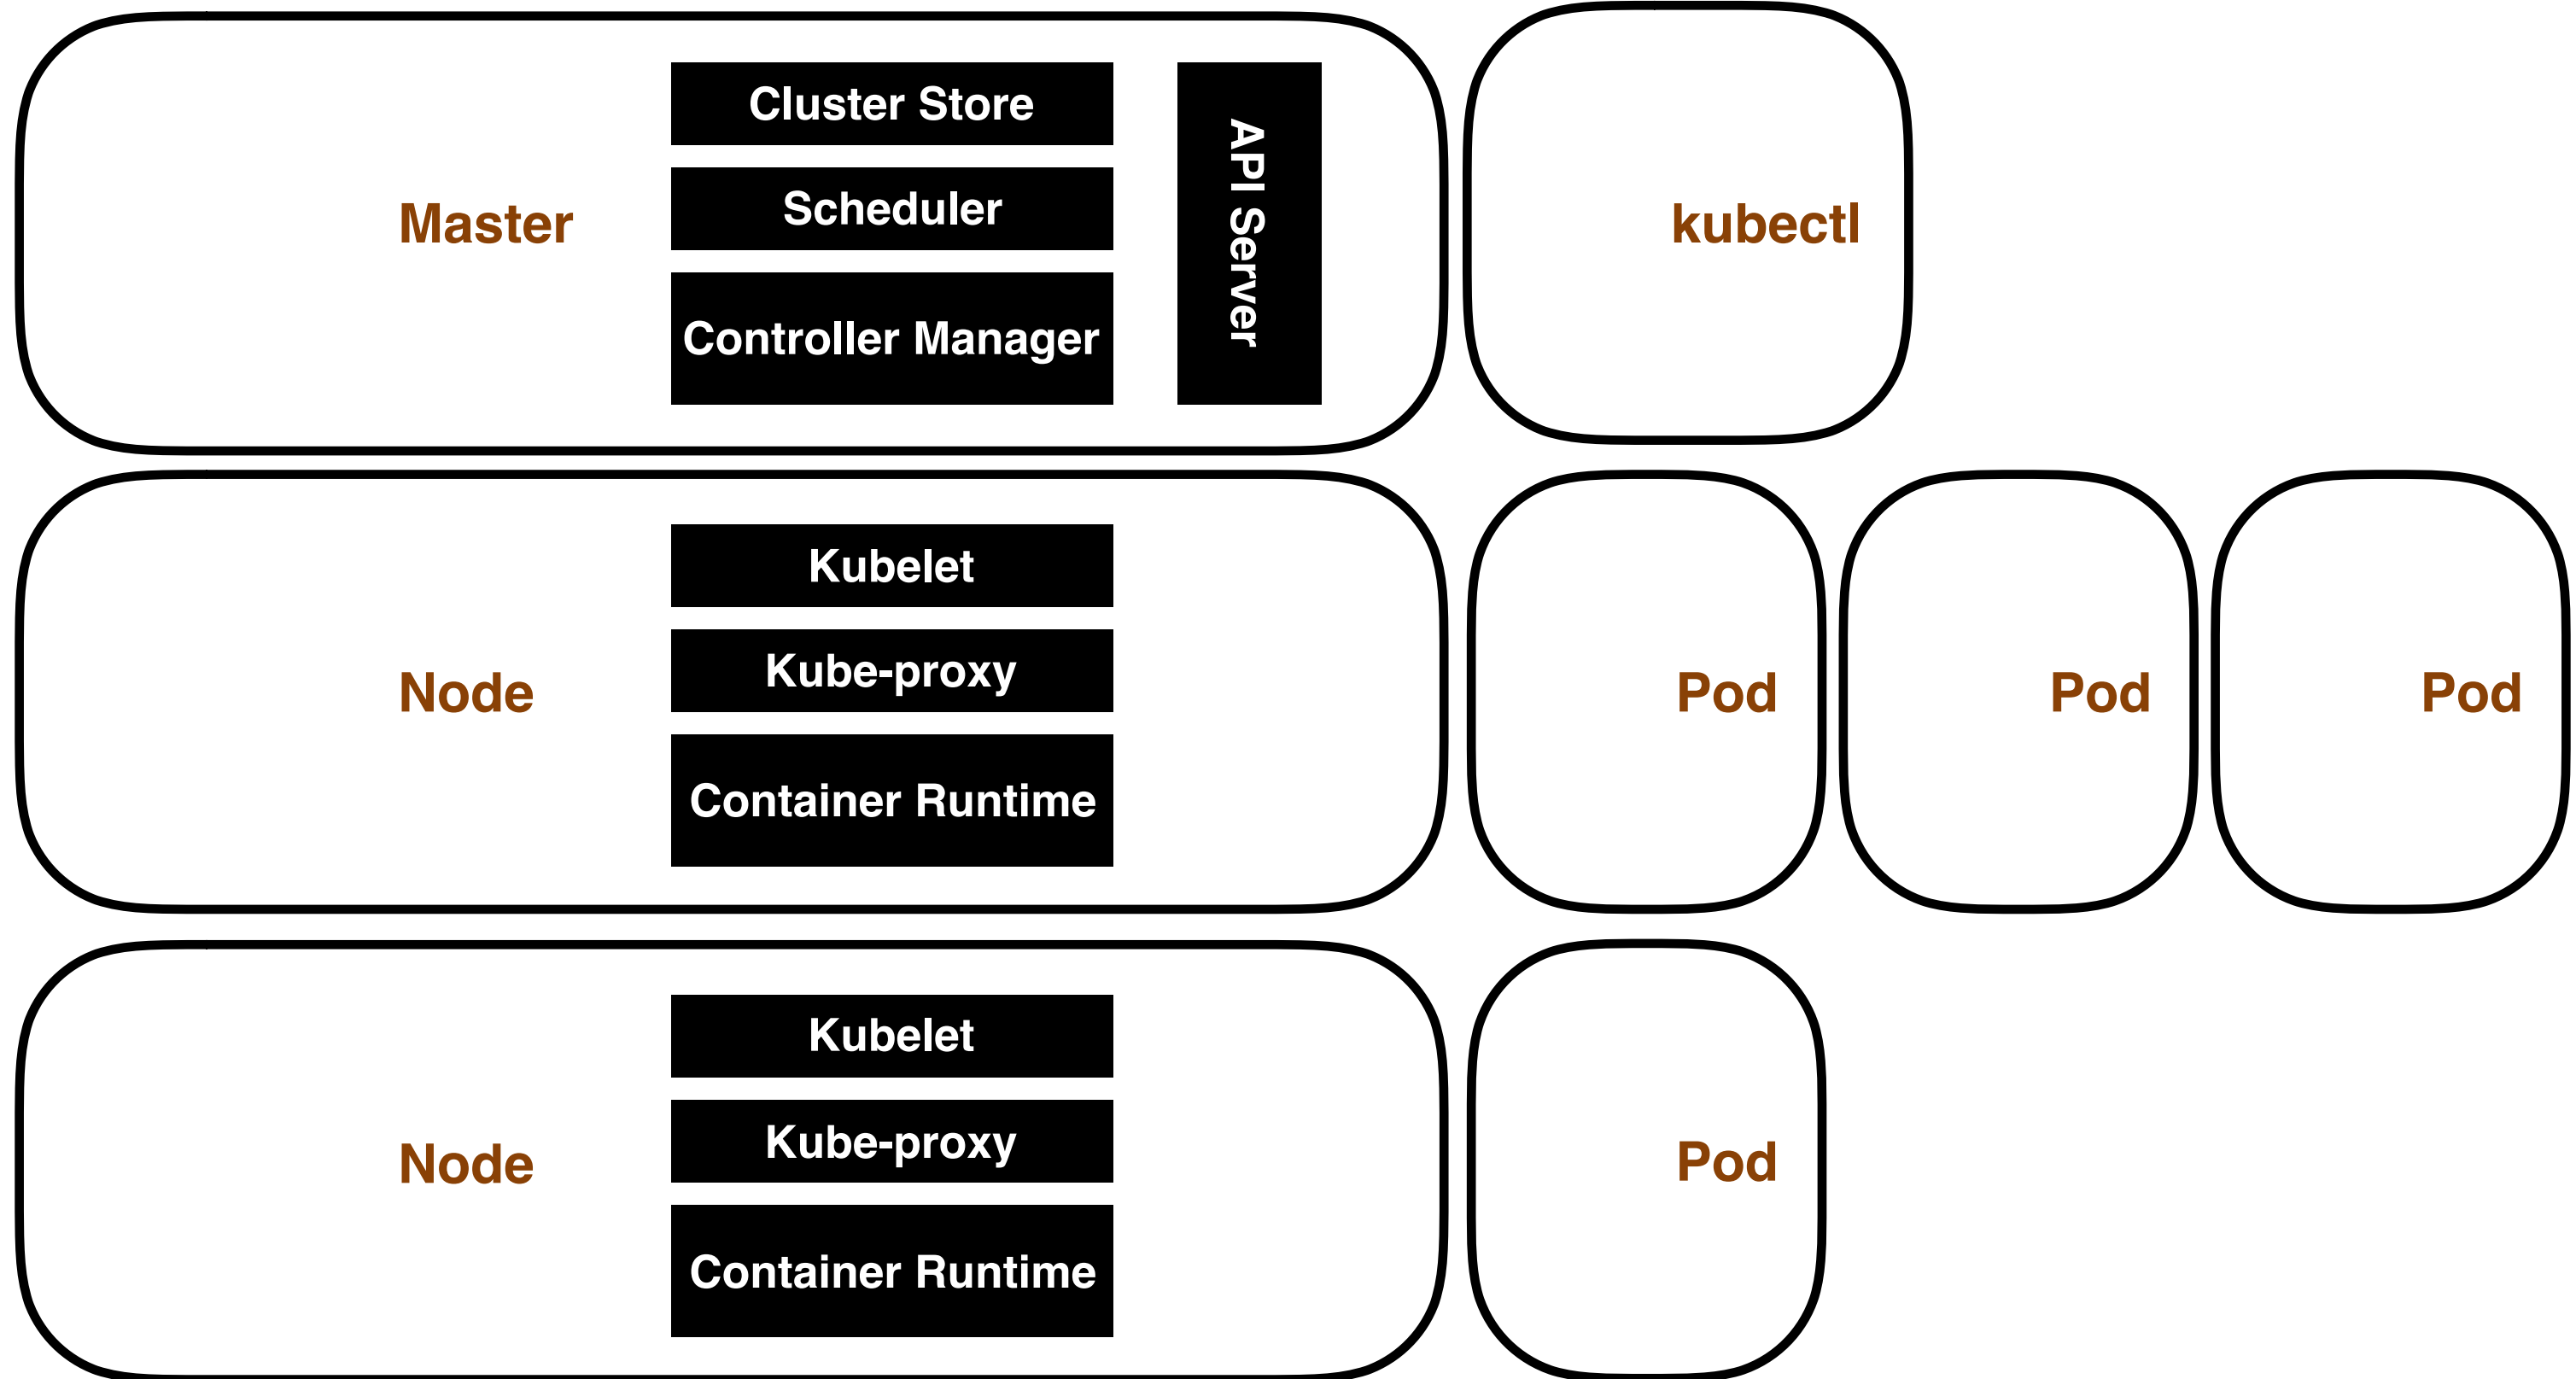 Master
Cluster Store
Scheduler
Controller Manager
API Server
kubectl
Node
Kubelet
Kube-proxy
Container Runtime
Pod
Pod
Pod
Node
Kubelet
Kube-proxy
Container Runtime
Pod